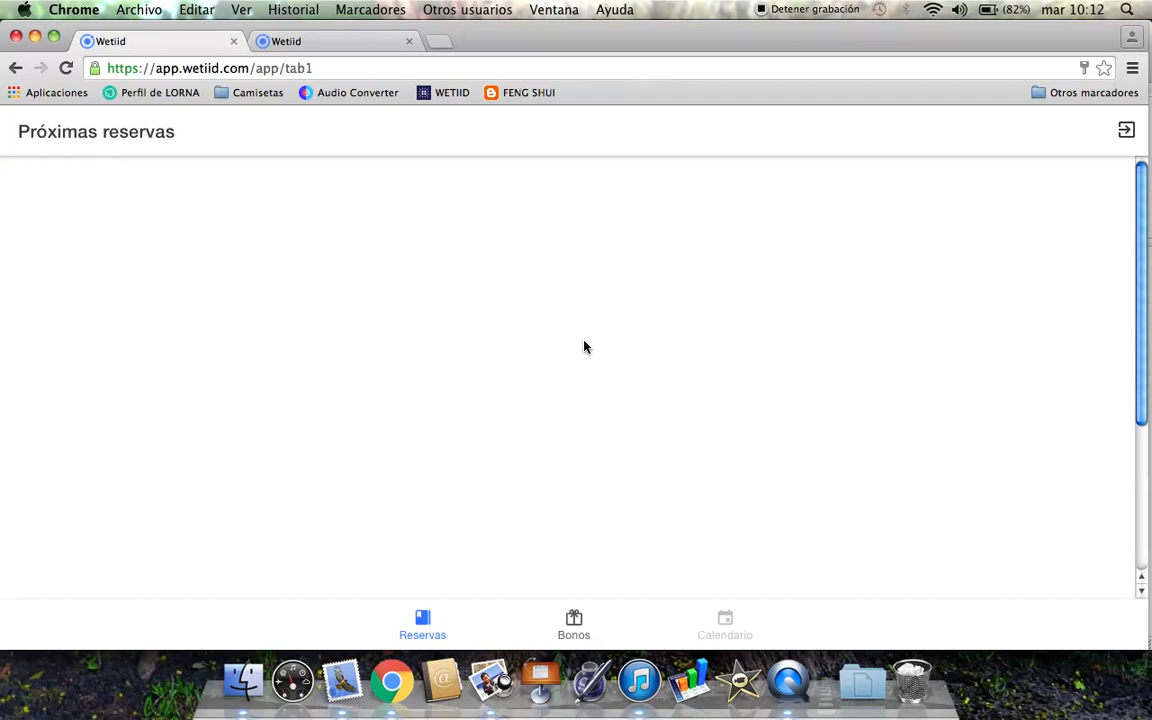 Chrome Archivo Editar Ver Historial Marcadores Otros usuarios Ventana Ayuda Detener grabación (82%) mar 10:12
Wetiid Wetiid
https://app.wetiid.com/app/tab1
Aplicaciones Perfil de LORNA Camisetas Audio Converter WETIID FENG SHUI Otros marcadores
Próximas reservas
Reservas Bonos Calendario